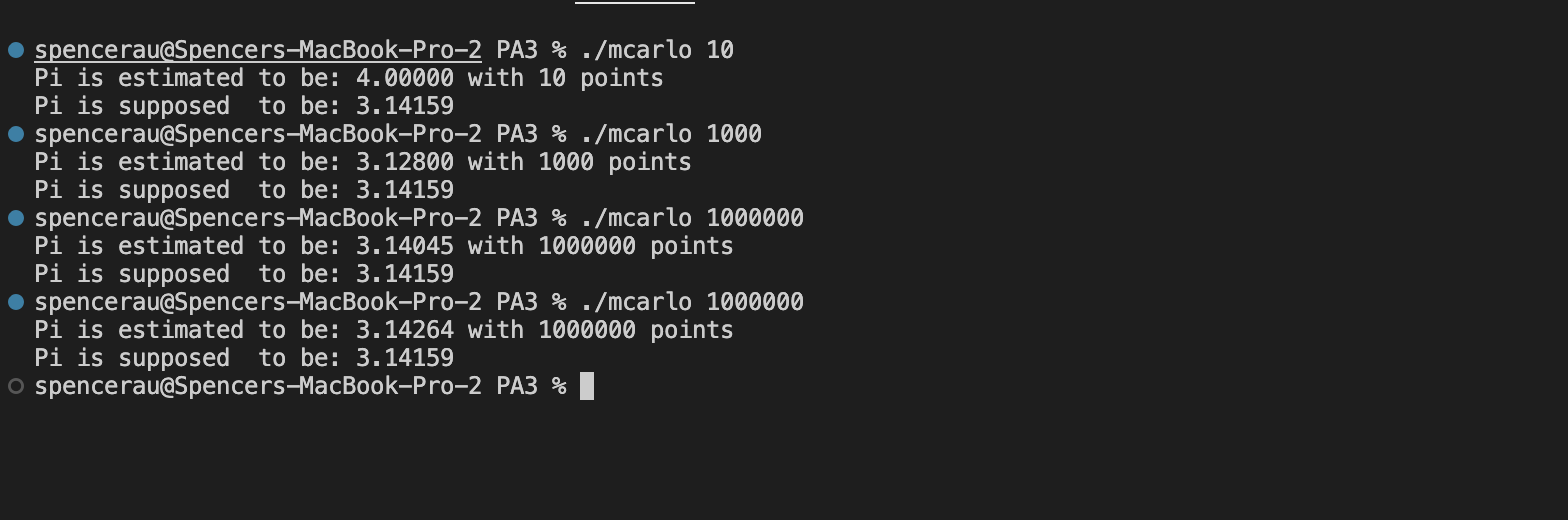 spencerau@Spencers-MacBook-Pro-2 PA3 % ./mcarlo 10
Pi is estimated to be: 4.00000 with 10 points
Pi is supposed  to be: 3.14159
spencerau@Spencers-MacBook-Pro-2 PA3 % ./mcarlo 1000
Pi is estimated to be: 3.12800 with 1000 points
Pi is supposed  to be: 3.14159
spencerau@Spencers-MacBook-Pro-2 PA3 % ./mcarlo 1000000
Pi is estimated to be: 3.14045 with 1000000 points
Pi is supposed  to be: 3.14159
spencerau@Spencers-MacBook-Pro-2 PA3 % ./mcarlo 1000000
Pi is estimated to be: 3.14264 with 1000000 points
Pi is supposed  to be: 3.14159
spencerau@Spencers-MacBook-Pro-2 PA3 %